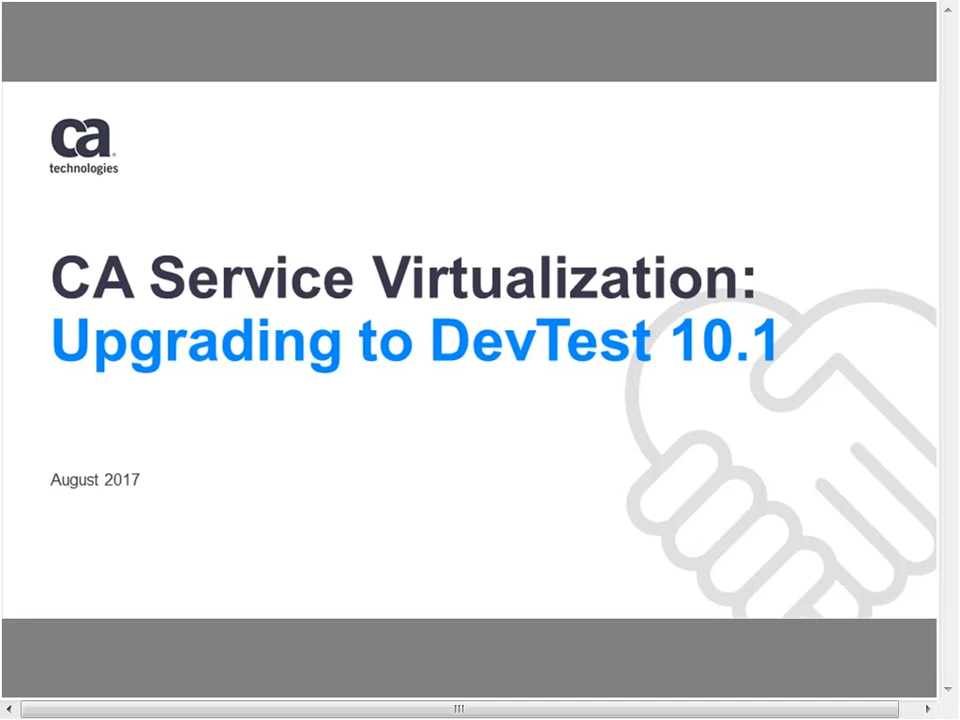 ca
technologies
CA Service Virtualization:
Upgrading to DevTest 10.1
August 2017